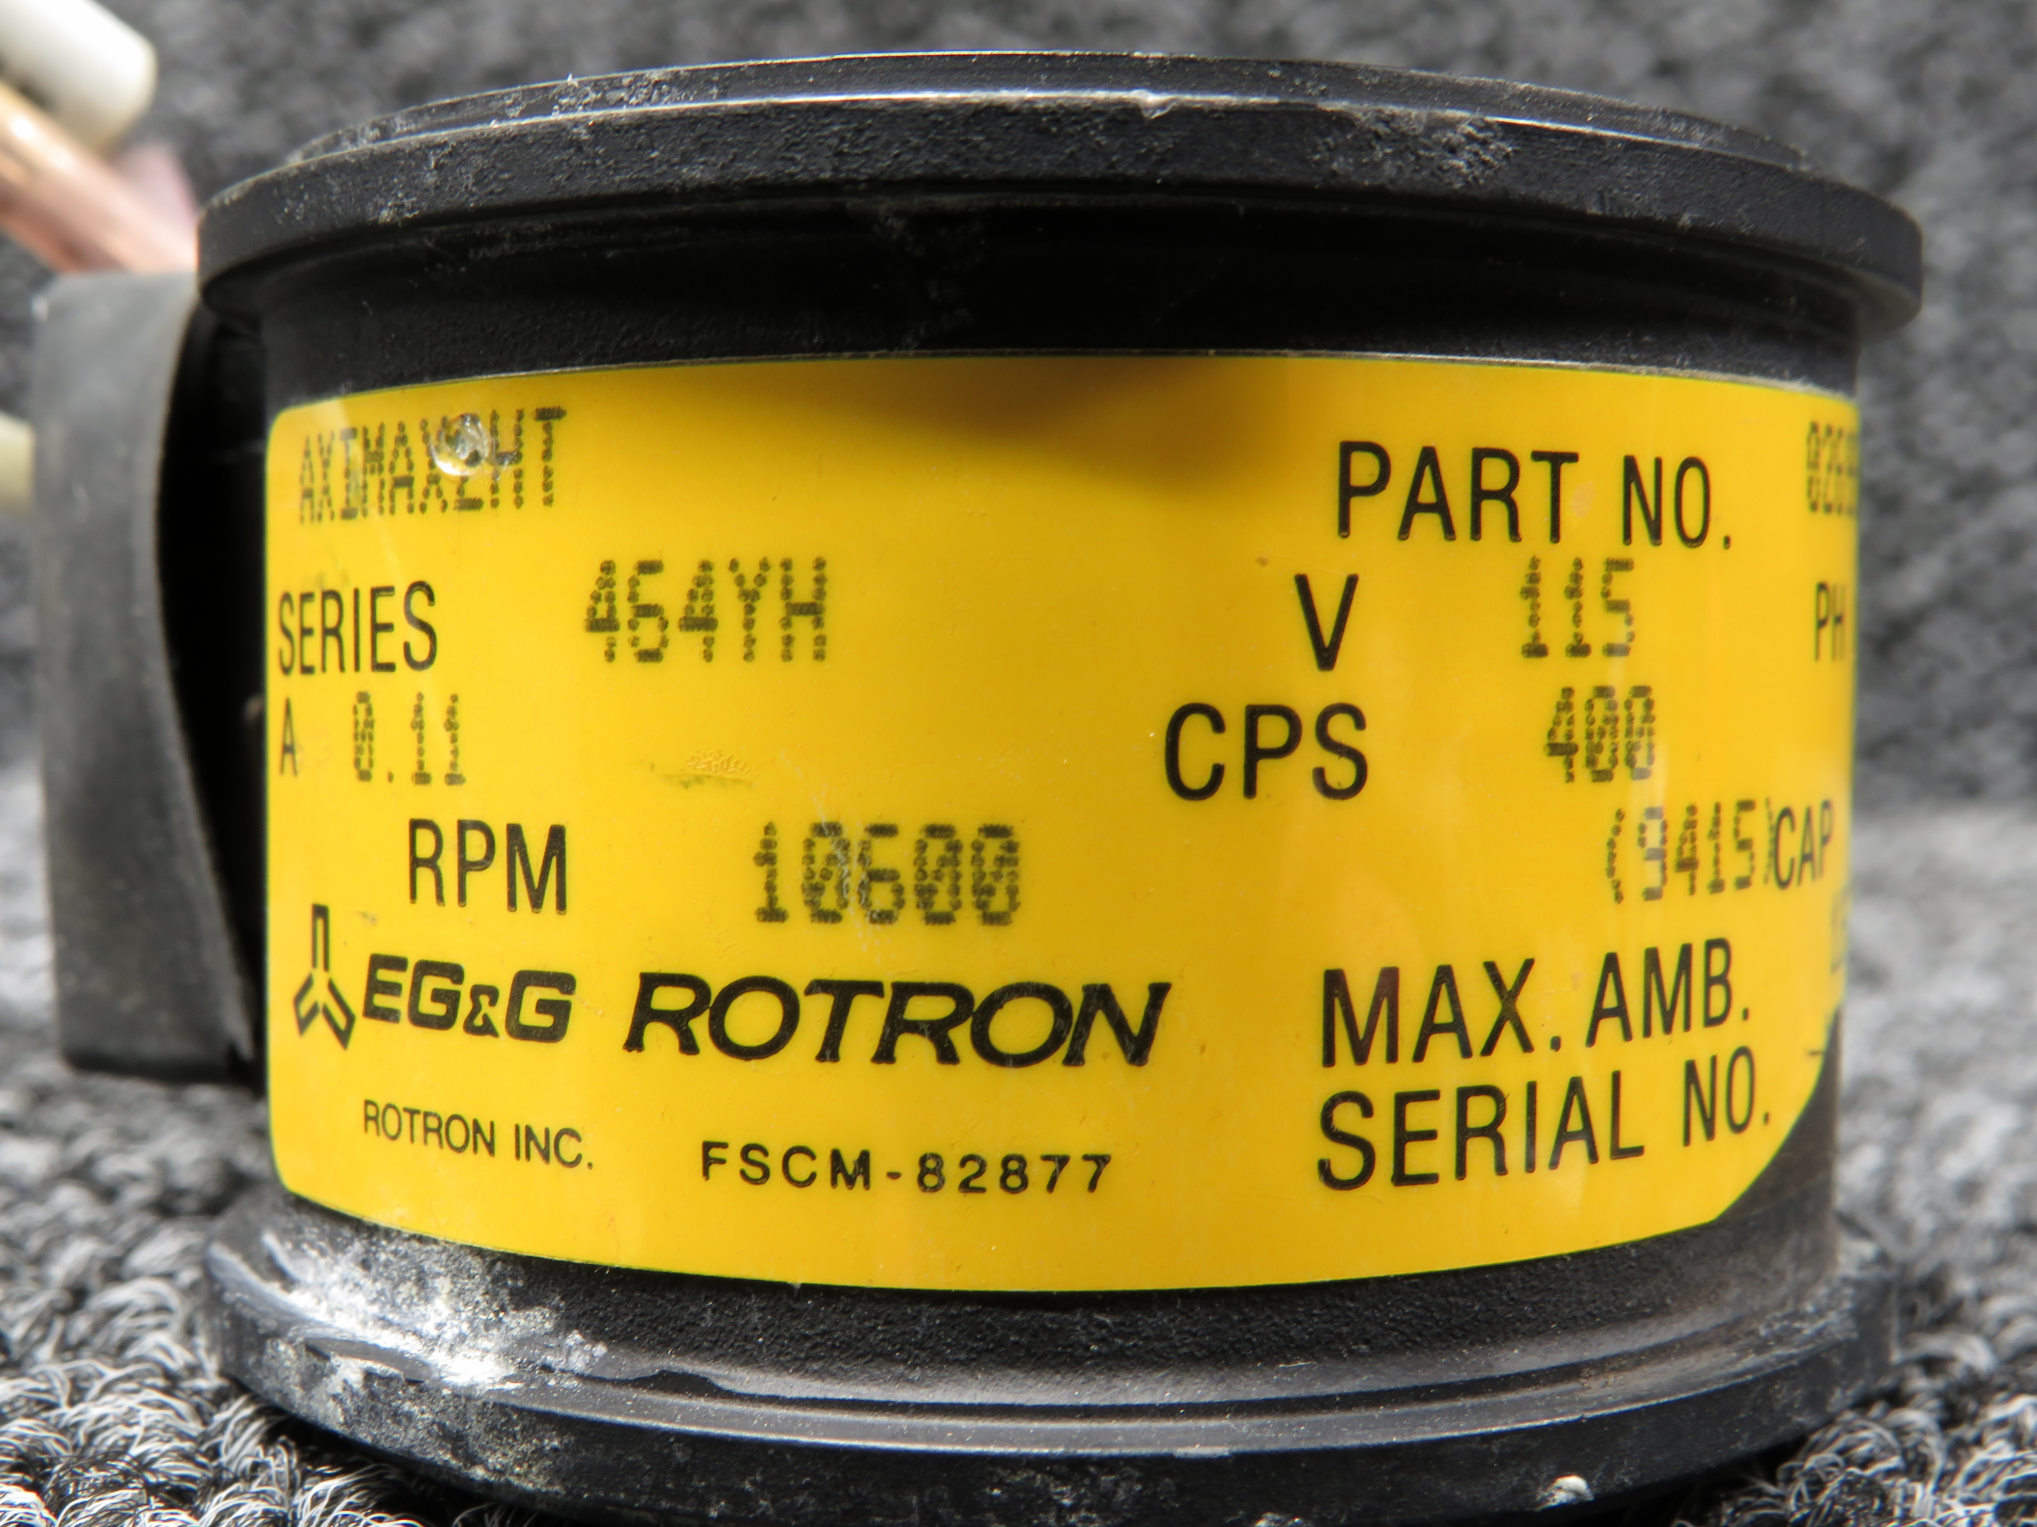 AXIMAX2HT PART NO.
SERIES 454YH V 115 PH
A 0.11 CPS 400
RPM 10600 (9415) CAP
EG&G ROTRON MAX. AMB.
SERIAL NO.
ROTRON INC. FSCM-82877